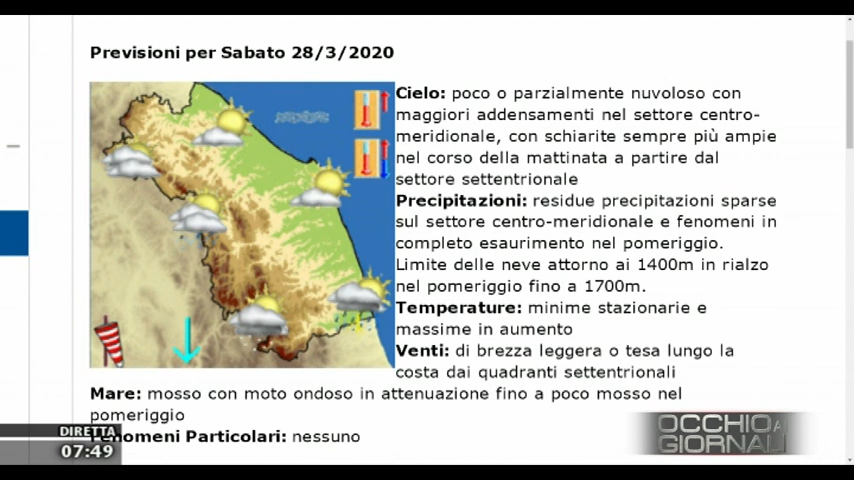 Previsioni per Sabato 28/3/2020
Cielo: poco o parzialmente nuvoloso con
maggiori addensamenti nel settore centro-
meridionale, con schiarite sempre più ampie
nel corso della mattinata a partire dal
settore settentrionale
Precipitazioni: residue precipitazioni sparse
sul settore centro-meridionale e fenomeni in
completo esaurimento nel pomeriggio.
Limite delle neve attorno ai 1400m in rialzo
nel pomeriggio fino a 1700m.
Temperature: minime stazionarie e
massime in aumento
Venti: di brezza leggera o tesa lungo la
costa dai quadranti settentrionali
Mare: mosso con moto ondoso in attenuazione fino a poco mosso nel
pomeriggio
Fenomeni Particolari: nessuno
DIRETTA
07:49
OCCHIO AI
GIORNALI